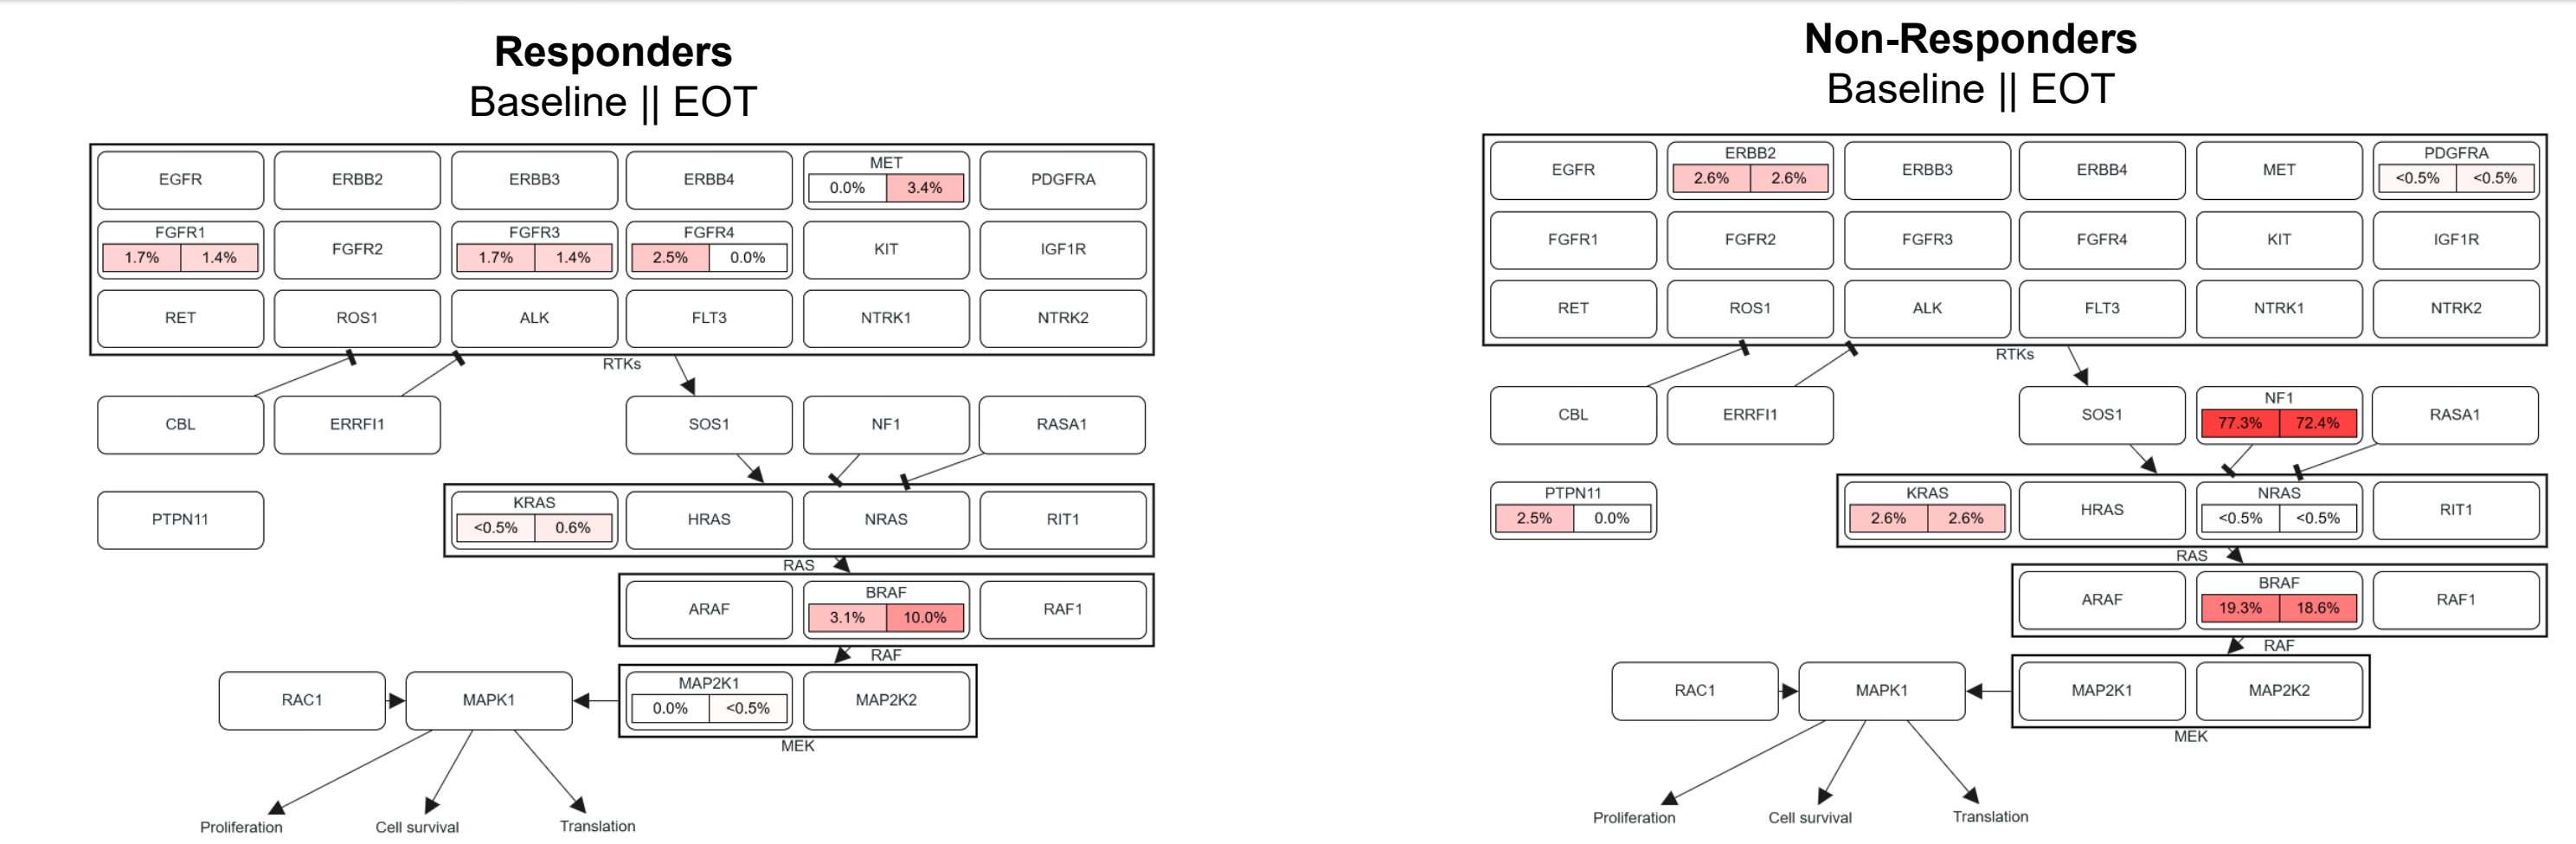 Responders
Baseline || EOT
EGFR
ERBB2
ERBB3
ERBB4
MET
0.0% 3.4%
PDGFRA
FGFR1
1.7% 1.4%
FGFR2
FGFR3
1.7% 1.4%
FGFR4
2.5% 0.0%
KIT
IGF1R
RET
ROS1
ALK
FLT3
NTRK1
NTRK2
RTKs
CBL
ERRFI1
SOS1
NF1
RASA1
PTPN11
KRAS
<0.5% 0.6%
HRAS
NRAS
RIT1
RAS
ARAF
BRAF
3.1% 10.0%
RAF1
RAF
RAC1
MAPK1
MAP2K1
0.0% <0.5%
MAP2K2
MEK
Proliferation
Cell survival
Translation
Non-Responders
Baseline || EOT
EGFR
ERBB2
2.6% 2.6%
ERBB3
ERBB4
MET
PDGFRA
<0.5% <0.5%
FGFR1
FGFR2
FGFR3
FGFR4
KIT
IGF1R
RET
ROS1
ALK
FLT3
NTRK1
NTRK2
RTKs
CBL
ERRFI1
SOS1
NF1
77.3% 72.4%
RASA1
PTPN11
2.5% 0.0%
KRAS
2.6% 2.6%
HRAS
NRAS
<0.5% <0.5%
RIT1
RAS
ARAF
BRAF
19.3% 18.6%
RAF1
RAF
RAC1
MAPK1
MAP2K1
MAP2K2
MEK
Proliferation
Cell survival
Translation